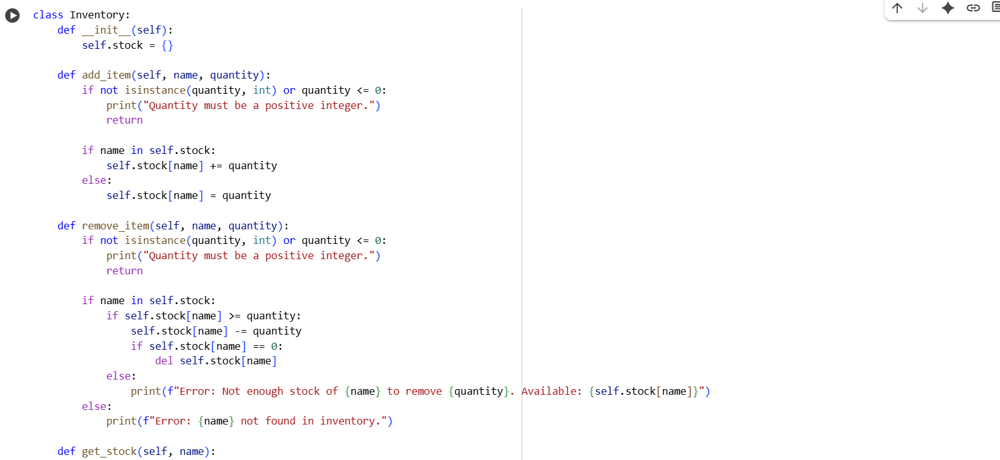 class Inventory:
    def __init__(self):
        self.stock = {}

    def add_item(self, name, quantity):
        if not isinstance(quantity, int) or quantity <= 0:
            print("Quantity must be a positive integer.")
            return

        if name in self.stock:
            self.stock[name] += quantity
        else:
            self.stock[name] = quantity

    def remove_item(self, name, quantity):
        if not isinstance(quantity, int) or quantity <= 0:
            print("Quantity must be a positive integer.")
            return

        if name in self.stock:
            if self.stock[name] >= quantity:
                self.stock[name] -= quantity
                if self.stock[name] == 0:
                    del self.stock[name]
            else:
                print(f"Error: Not enough stock of {name} to remove {quantity}. Available: {self.stock[name]}")
        else:
            print(f"Error: {name} not found in inventory.")

    def get_stock(self, name):